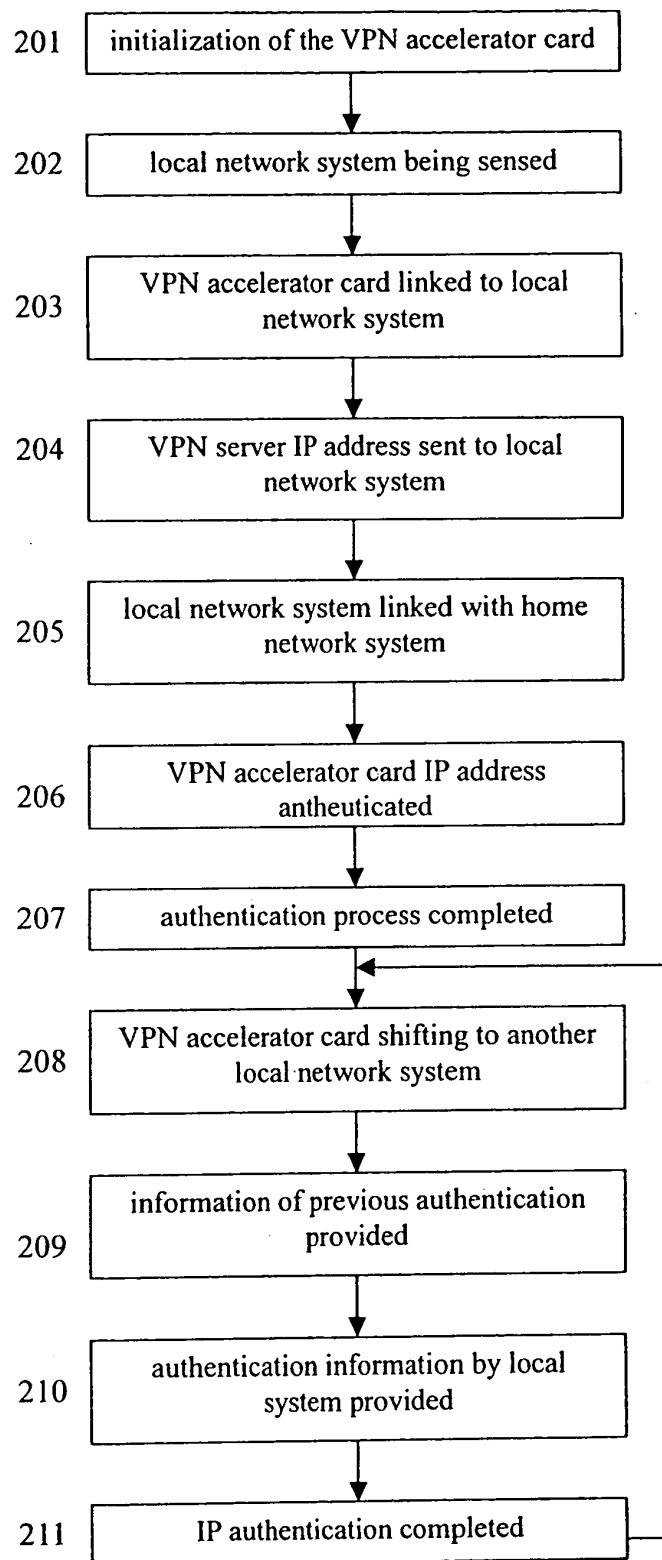 201 initialization of the VPN accelerator card
202 local network system being sensed
VPN accelerator card linked to local
203 network system
204 VPN server IP address sent to local
network system
local network system linked with home
205 network system
VPN accelerator card IP address
206 antheuticated
207 authentication process completed
VPN accelerator card shifting to another
208 local network system
information of previous authentication
209 provided
authentication information by local
210 system provided
211 IP authentication completed